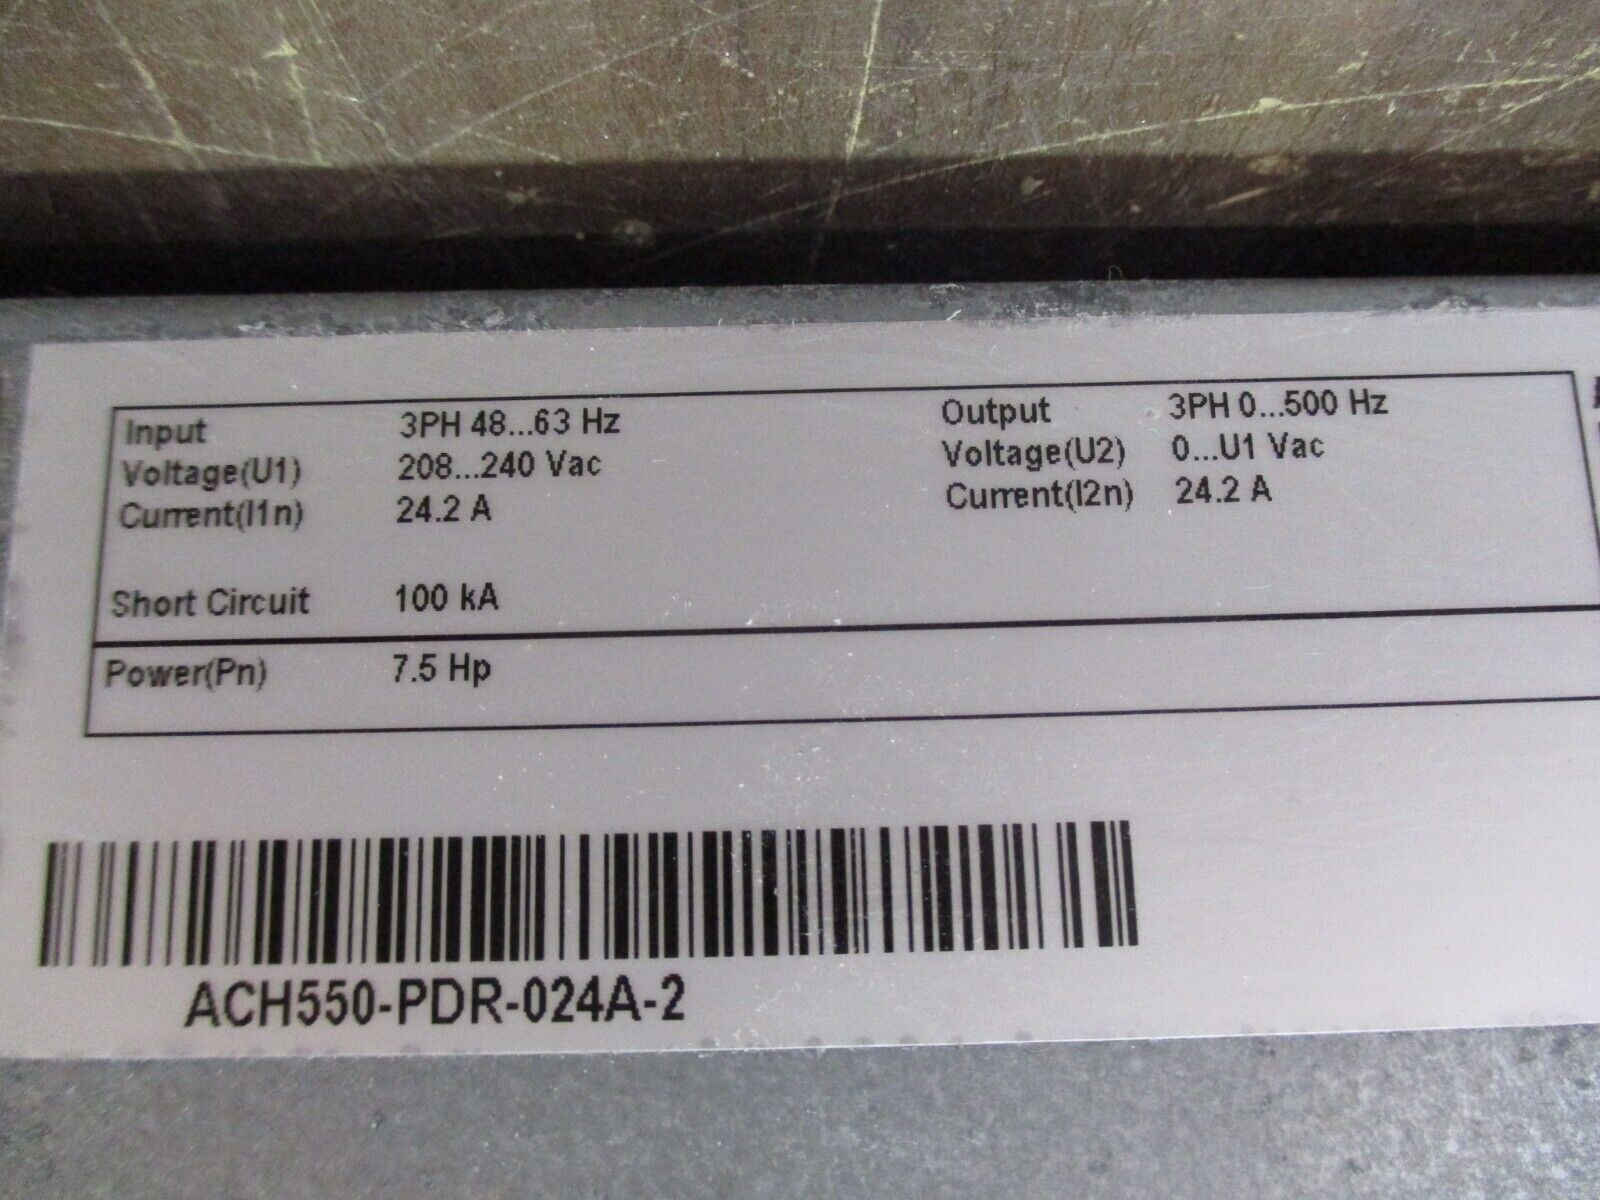 Input 3PH 48...63 Hz Output 3PH 0...500 Hz
Voltage(U1) 208...240 Vac Voltage(U2) 0...U1 Vac
Current(I1n) 24.2 A Current(I2n) 24.2 A
Short Circuit 100 kA
Power(Pn) 7.5 Hp
ACH550-PDR-024A-2